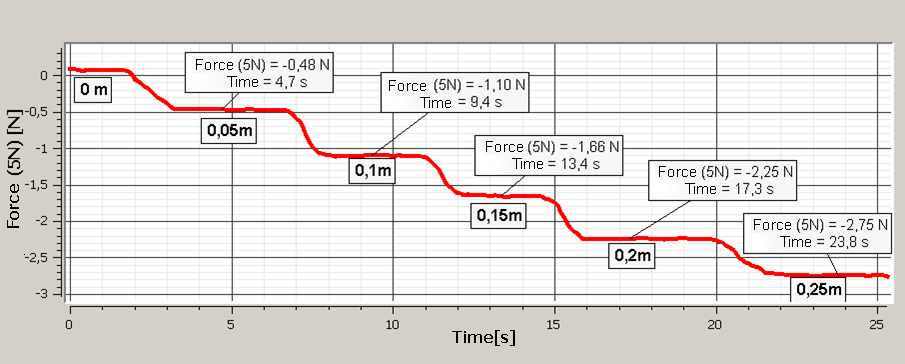 Force (5N) = -0,48 N
Time = 4,7 s
Force (5N) = -1,10 N
Time = 9,4 s
Force (5N) = -1,66 N
Time = 13,4 s
Force (5N) = -2,25 N
Time = 17,3 s
Force (5N) = -2,75 N
Time = 23,8 s
0 m
0,05m
0,1m
0,15m
0,2m
0,25m
Force (5N) [N]
0
-0,5
-1
-1,5
-2
-2,5
-3
0
5
10
15
20
25
Time[s]